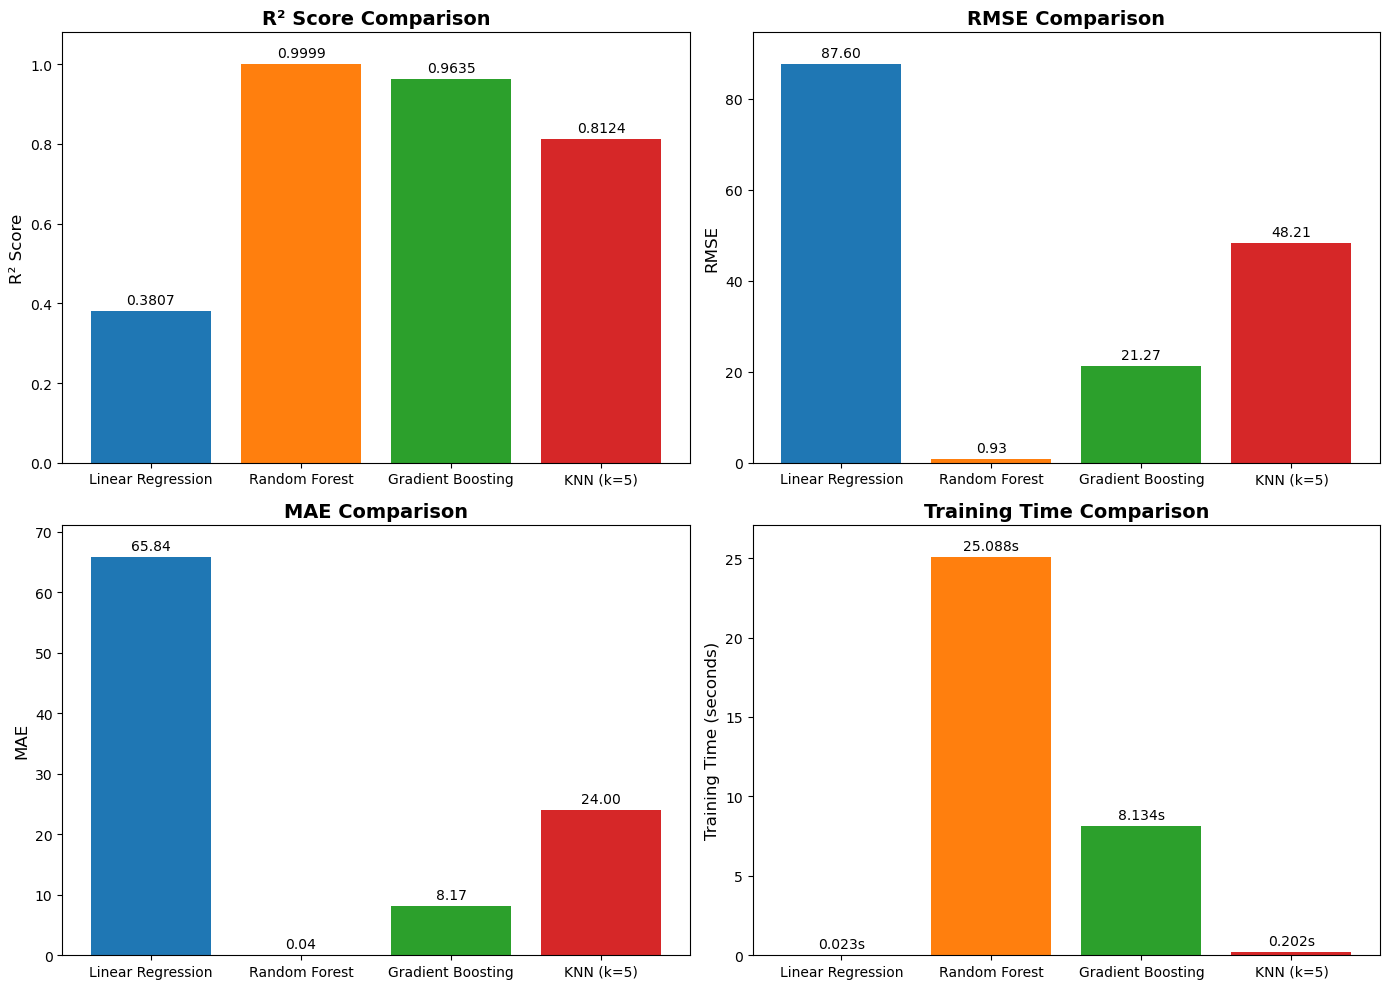 R² Score Comparison
0.9999
0.9635
0.8124
0.3807
1.0
0.8
0.6
0.4
0.2
0.0
R² Score
Linear Regression Random Forest Gradient Boosting KNN (k=5)
RMSE Comparison
87.60
48.21
21.27
0.93
80
60
40
20
0
RMSE
Linear Regression Random Forest Gradient Boosting KNN (k=5)
MAE Comparison
65.84
24.00
8.17
0.04
70
60
50
40
30
20
10
0
MAE
Linear Regression Random Forest Gradient Boosting KNN (k=5)
Training Time Comparison
25.088s
8.134s
0.202s
0.023s
25
20
15
10
5
0
Training Time (seconds)
Linear Regression Random Forest Gradient Boosting KNN (k=5)